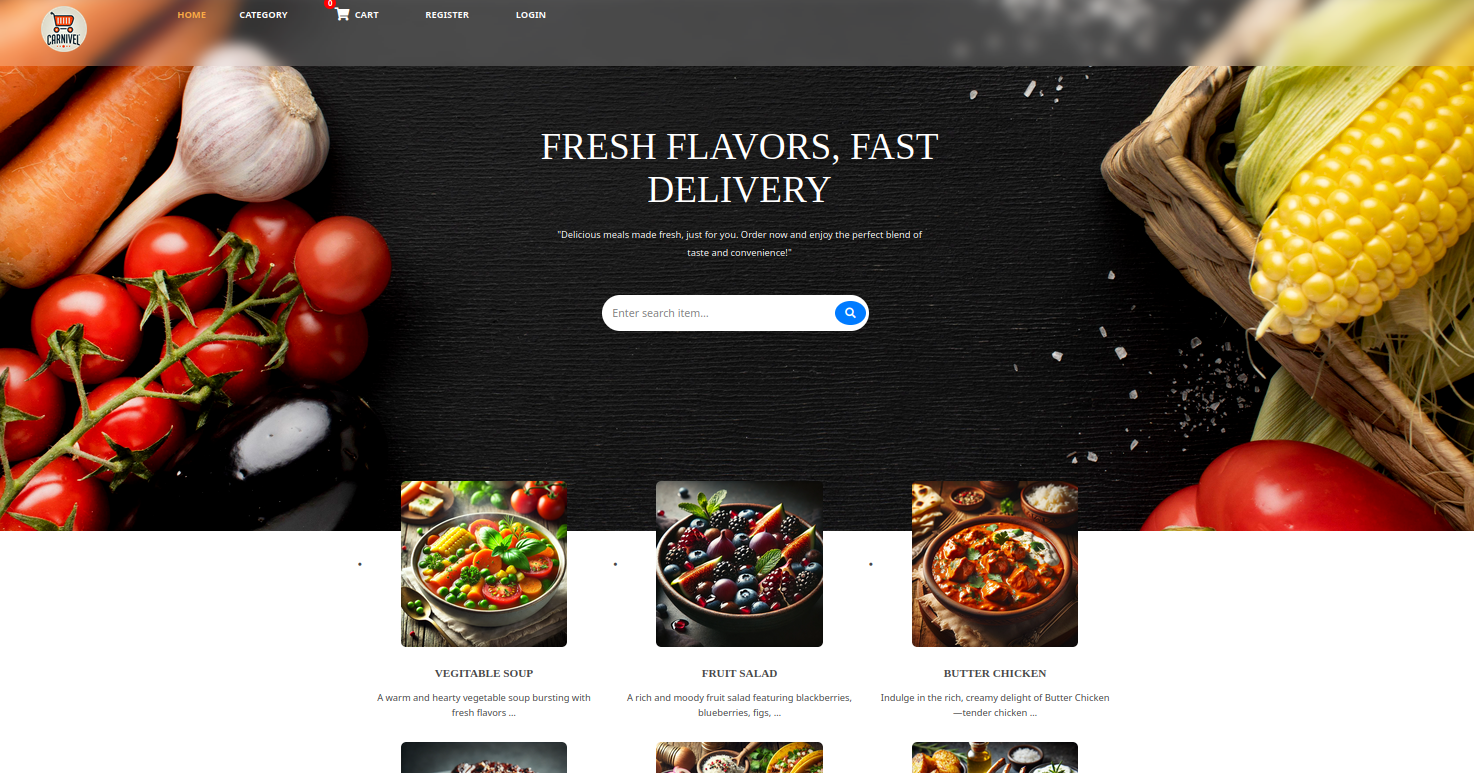 CARNIVEL
HOME
CATEGORY
0
CART
REGISTER
LOGIN
FRESH FLAVORS, FAST
DELIVERY
"Delicious meals made fresh, just for you. Order now and enjoy the perfect blend of
taste and convenience!"
Enter search item...
VEGITABLE SOUP
A warm and hearty vegetable soup bursting with
fresh flavors ...
FRUIT SALAD
A rich and moody fruit salad featuring blackberries,
blueberries, figs, ...
BUTTER CHICKEN
Indulge in the rich, creamy delight of Butter Chicken
—tender chicken ...